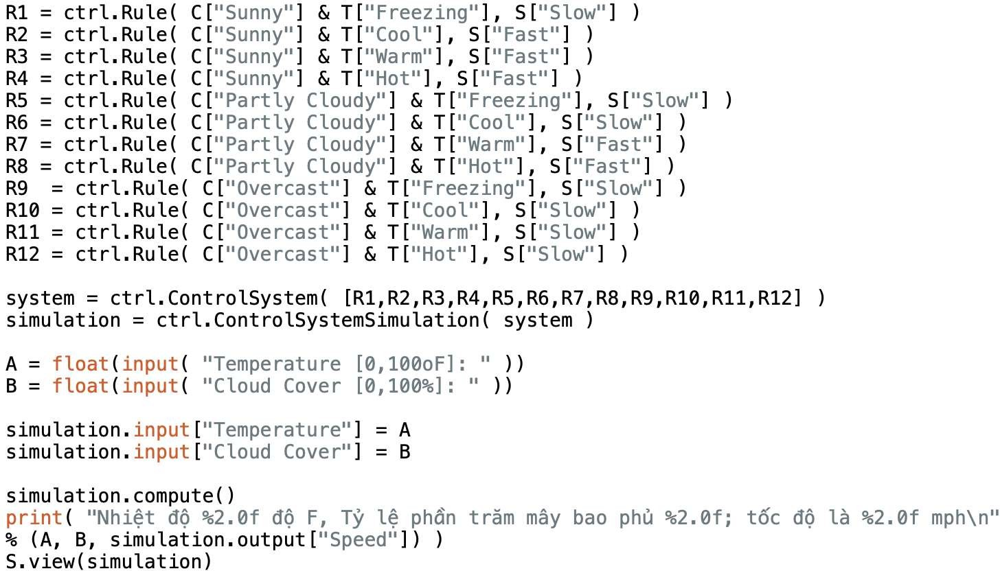 R1 = ctrl.Rule( C["Sunny"] & T["Freezing"], S["Slow"] )
R2 = ctrl.Rule( C["Sunny"] & T["Cool"], S["Fast"] )
R3 = ctrl.Rule( C["Sunny"] & T["Warm"], S["Fast"] )
R4 = ctrl.Rule( C["Sunny"] & T["Hot"], S["Fast"] )
R5 = ctrl.Rule( C["Partly Cloudy"] & T["Freezing"], S["Slow"] )
R6 = ctrl.Rule( C["Partly Cloudy"] & T["Cool"], S["Slow"] )
R7 = ctrl.Rule( C["Partly Cloudy"] & T["Warm"], S["Fast"] )
R8 = ctrl.Rule( C["Partly Cloudy"] & T["Hot"], S["Fast"] )
R9  = ctrl.Rule( C["Overcast"] & T["Freezing"], S["Slow"] )
R10 = ctrl.Rule( C["Overcast"] & T["Cool"], S["Slow"] )
R11 = ctrl.Rule( C["Overcast"] & T["Warm"], S["Slow"] )
R12 = ctrl.Rule( C["Overcast"] & T["Hot"], S["Slow"] )
system = ctrl.ControlSystem( [R1,R2,R3,R4,R5,R6,R7,R8,R9,R10,R11,R12] )
simulation = ctrl.ControlSystemSimulation( system )
A = float(input( "Temperature [0,100oF]: " ))
B = float(input( "Cloud Cover [0,100%]: " ))
simulation.input["Temperature"] = A
simulation.input["Cloud Cover"] = B
simulation.compute()
print( "Nhiệt độ %2.0f độ F, Tỷ lệ phần trăm mây bao phủ %2.0f; tốc độ là %2.0f mph\n"
% (A, B, simulation.output["Speed"]) )
S.view(simulation)